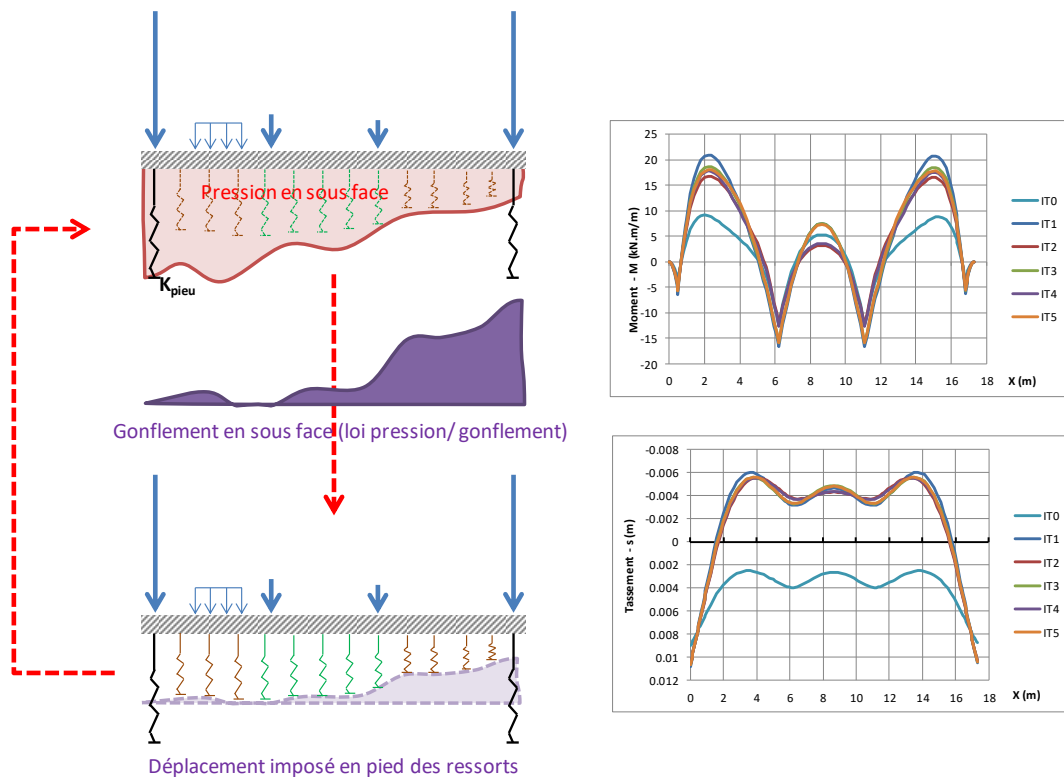 Pression en sous face
K pieu
Gonflement en sous face (loi pression/ gonflement)
Déplacement imposé en pied des ressorts
Moment - M (kN.m/m)
25
20
15
10
5
0
-5
-10
-15
-20
0 2 4 6 8 10 12 14 16 18
X (m)
IT0
IT1
IT2
IT3
IT4
IT5
Tassement - s (m)
-0.008
-0.006
-0.004
-0.002
0
0.002
0.004
0.006
0.008
0.01
0.012
0 2 4 6 8 10 12 14 16 18
X (m)
IT0
IT1
IT2
IT3
IT4
IT5